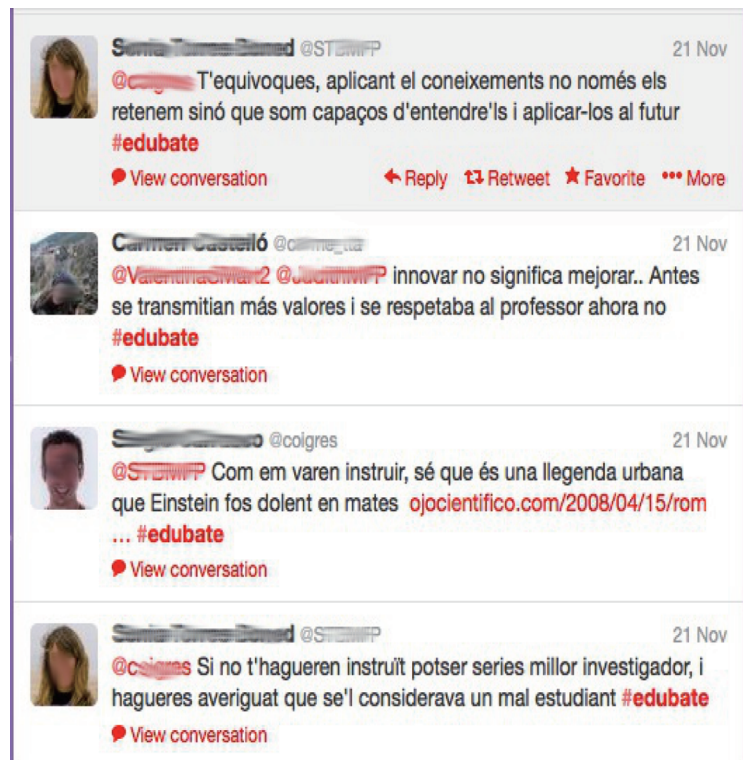 21 Nov
T'equivoques, aplicant el coneixements no només els
retenem sinó que som capaços d'entendre'ls i aplicar-los al futur
#edubate
View conversation Reply Retweet Favorite More
21 Nov
innovar no significa mejorar.. Antes
se transmitian más valores i se respetaba al professor ahora no
#edubate
View conversation
@coigres 21 Nov
Com em varen instruir, sé que és una llegenda urbana
que Einstein fos dolent en mates ojocientifico.com/2008/04/15/rom
... #edubate
View conversation
21 Nov
Si no t'hagueren instruït potser series millor investigador, i
hagueres averiguat que se'l considerava un mal estudiant #edubate
View conversation